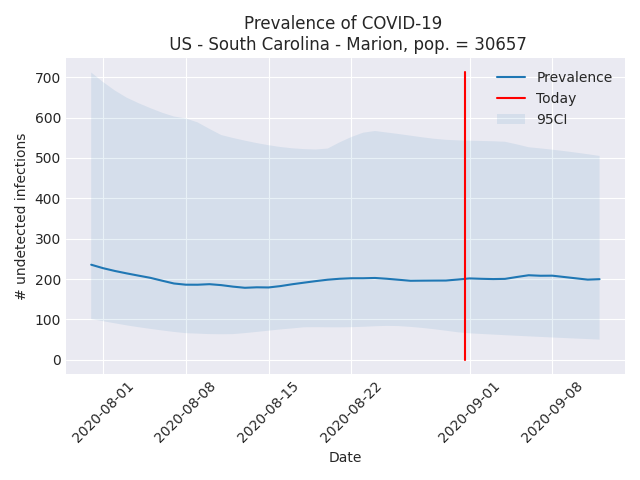 Prevalence of COVID-19
US - South Carolina - Marion, pop. = 30657
Prevalence
Today
95CI
# undetected infections
700
600
500
400
300
200
100
0
2020-08-01
2020-08-08
2020-08-15
2020-08-22
2020-09-01
2020-09-08
Date